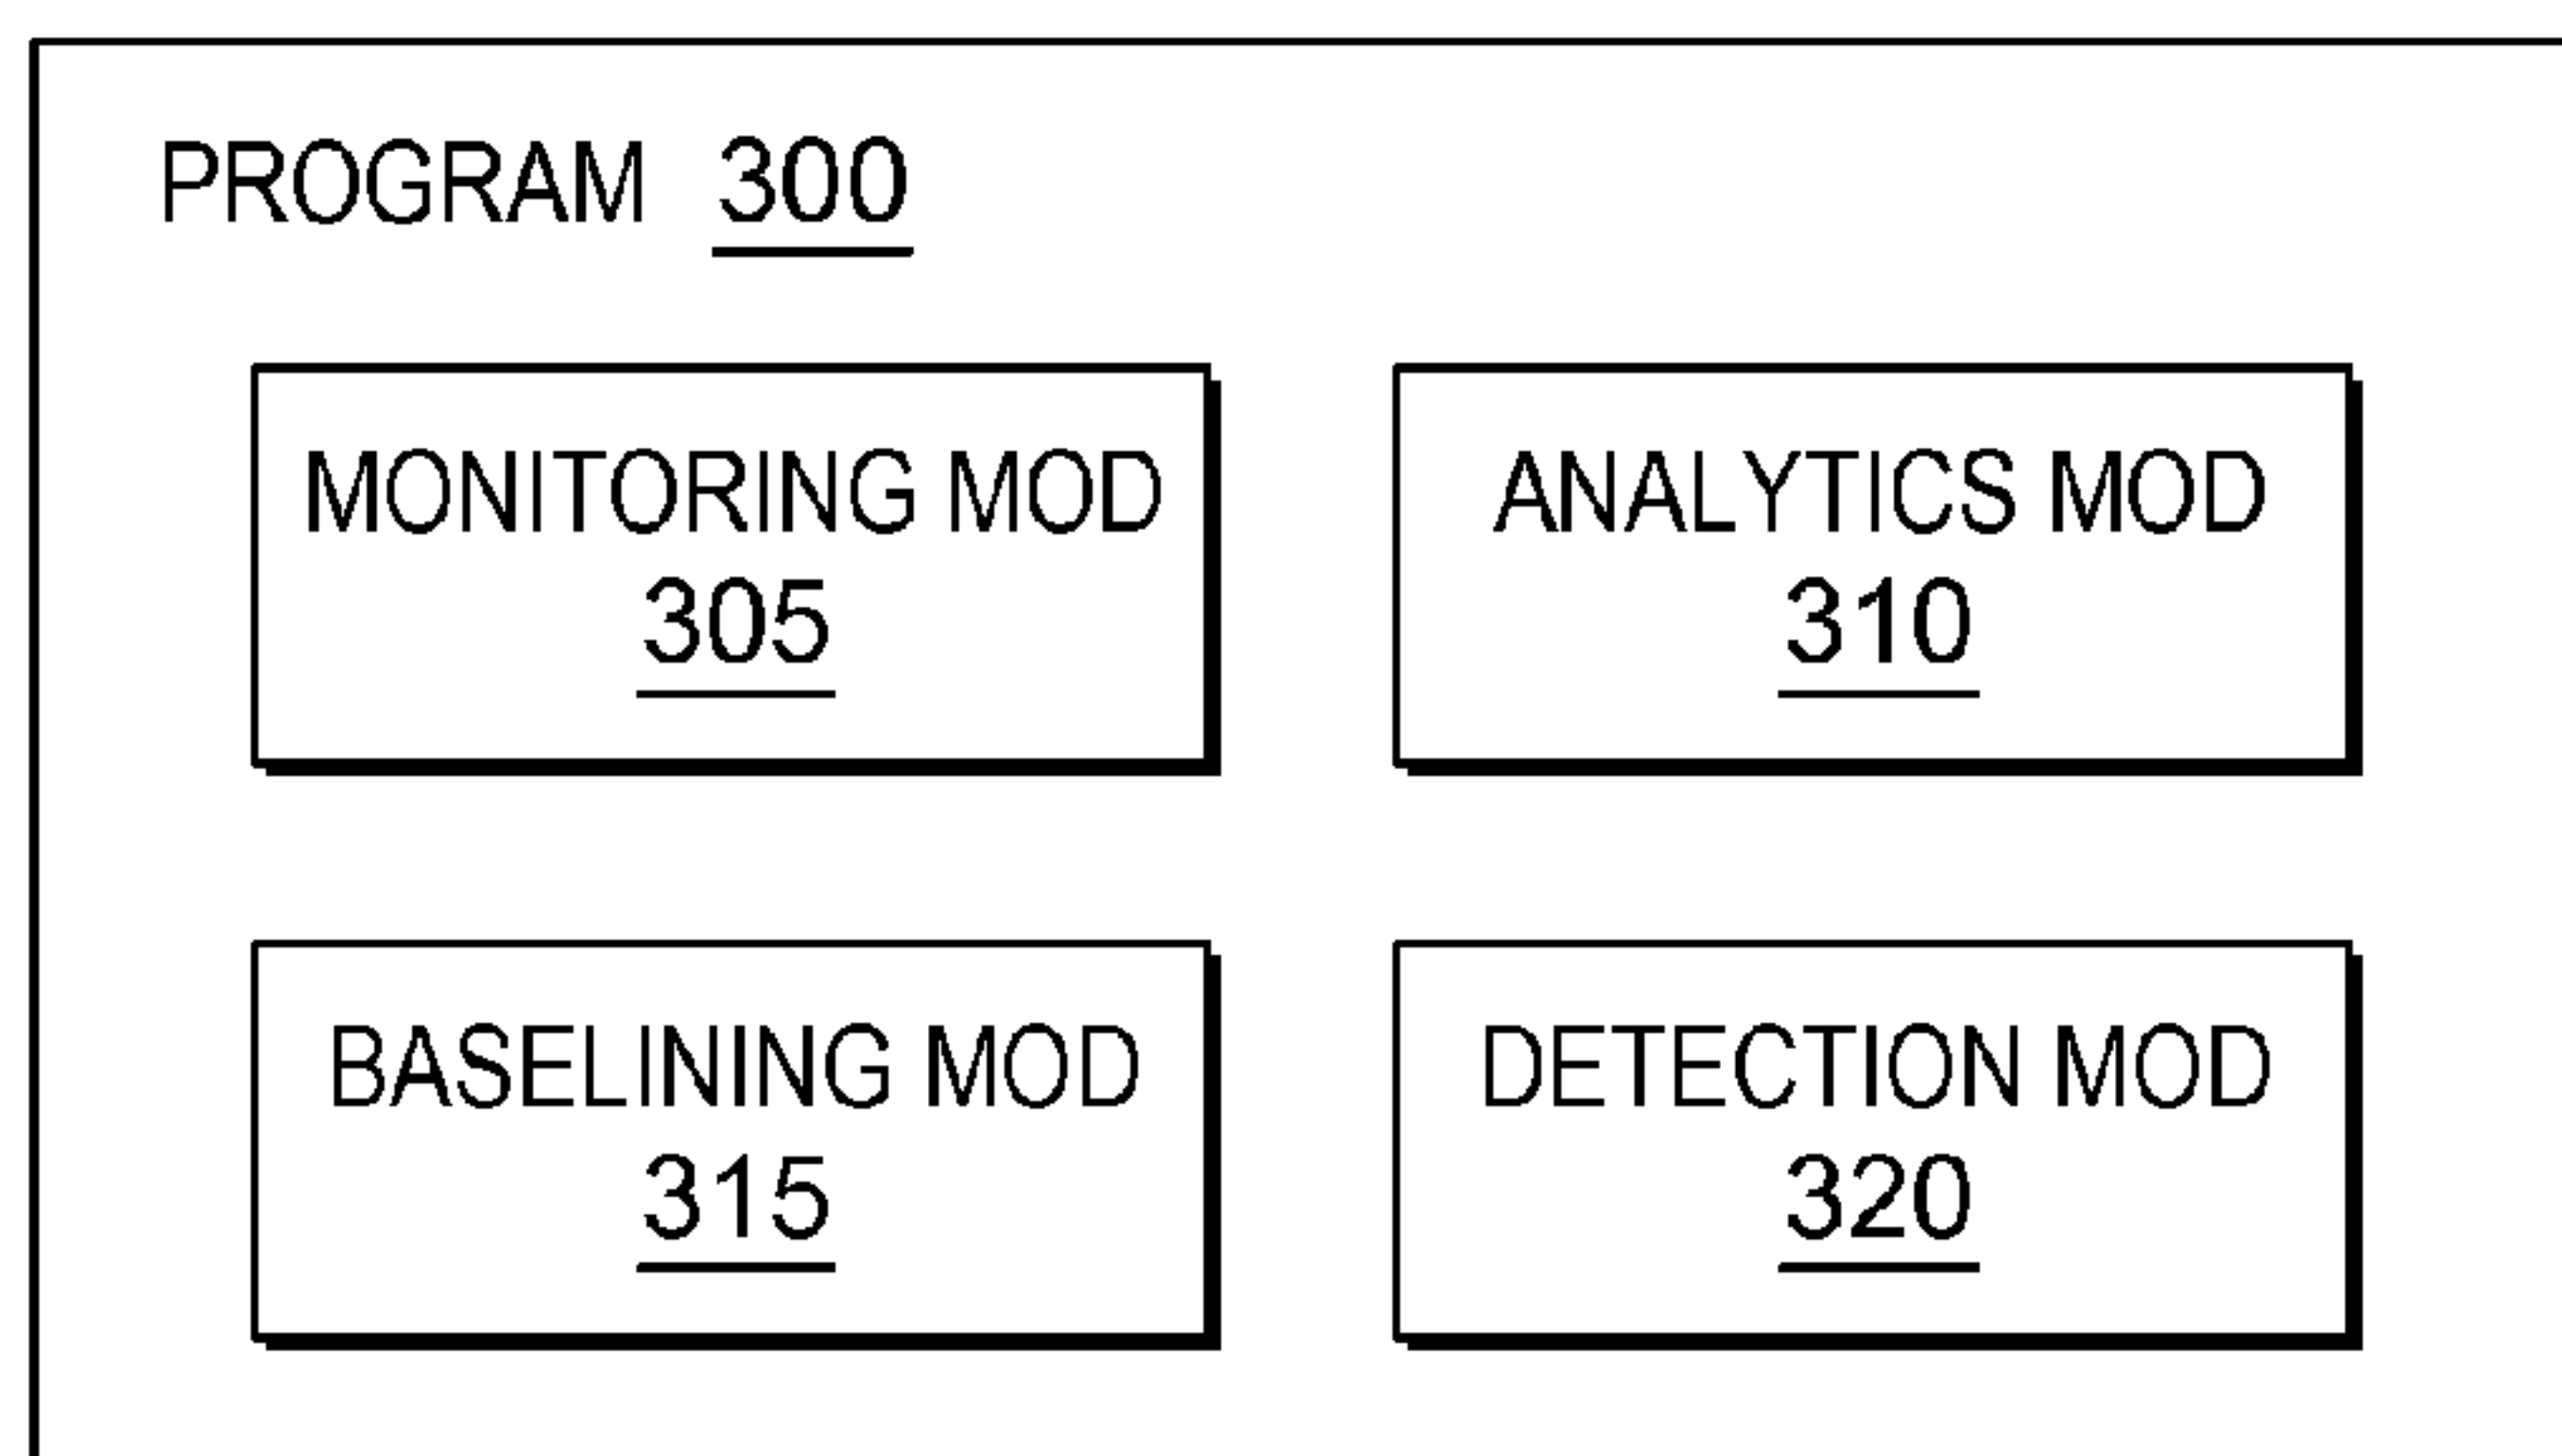 PROGRAM 300
MONITORING MOD
305
ANALYTICS MOD
310
BASELINING MOD
315
DETECTION MOD
320